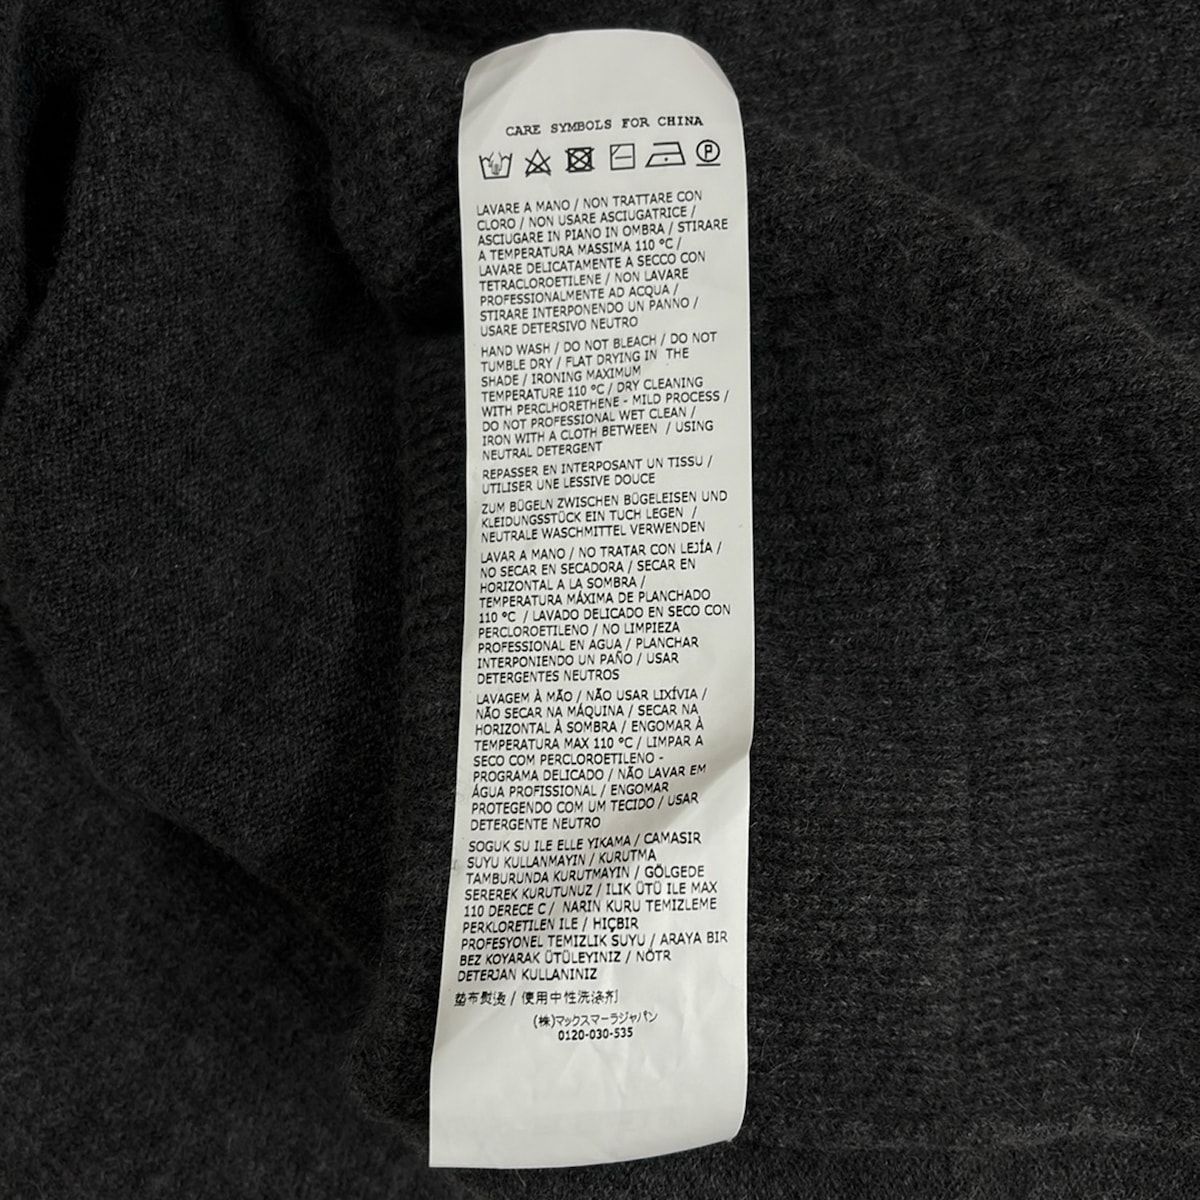 CARE SYMBOLS FOR CHINA
P
LAVARE A MANO / NON TRATTARE CON
CLORO / NON USARE ASCIUGATRICE /
ASCIUGARE IN PIANO IN OMBRA / STIRARE
A TEMPERATURA MASSIMA 110 °C /
LAVARE DELICATAMENTE A SECCO CON
TETRACLOROETILENE / NON LAVARE
PROFESSIONALMENTE AD ACQUA /
STIRARE INTERPONENDO UN PANNO /
USARE DETERSIVO NEUTRO
HAND WASH / DO NOT BLEACH / DO NOT
TUMBLE DRY / FLAT DRYING IN THE
SHADE / IRONING MAXIMUM
TEMPERATURE 110 °C / DRY CLEANING
WITH PERCLHORETHENE - MILD PROCESS /
DO NOT PROFESSIONAL WET CLEAN /
IRON WITH A CLOTH BETWEEN / USING
NEUTRAL DETERGENT
REPASSER EN INTERPOSANT UN TISSU /
UTILISER UNE LESSIVE DOUCE
ZUM BÜGELN ZWISCHEN BÜGELEISEN UND
KLEIDUNGSSTÜCK EIN TUCH LEGEN /
NEUTRALE WASCHMITTEL VERWENDEN
LAVAR A MANO / NO TRATAR CON LEJÍA /
NO SECAR EN SECADORA / SECAR EN
HORIZONTAL A LA SOMBRA /
TEMPERATURA MÁXIMA DE PLANCHADO
110 °C / LAVADO DELICADO EN SECO CON
PERCLOROETILENO / NO LIMPIEZA
PROFESSIONAL EN AGUA / PLANCHAR
INTERPONIENDO UN PAÑO / USAR
DETERGENTES NEUTROS
LAVAGEM À MÃO / NÃO USAR LIXÍVIA /
NÃO SECAR NA MÁQUINA / SECAR NA
HORIZONTAL À SOMBRA / ENGOMAR À
TEMPERATURA MAX 110 °C / LIMPAR A
SECO COM PERCLOROETILENO -
PROGRAMA DELICADO / NÃO LAVAR EM
ÁGUA PROFISSIONAL / ENGOMAR
PROTEGENDO COM UM TECIDO / USAR
DETERGENTE NEUTRO
SOGUK SU ILE ELLE YIKAMA / CAMASIR
SUYU KULLANMAYIN / KURUTMA
TAMBURUNDA KURUTMAYIN / GÖLGEDE
SEREREK KURUTUNUZ / ILIK ÜTÜ ILE MAX
110 DERECE C / NARIN KURU TEMIZLEME
PERKLORETILEN ILE / HIÇBIR
PROFESYONEL TEMIZLIK SUYU / ARAYA BIR
BEZ KOYARAK ÜTÜLEYINIZ / NÖTR
DETERJAN KULLANINIZ
垫布熨烫 / 使用中性洗涤剂
(株)マックスマーラジャパン
0120-030-535